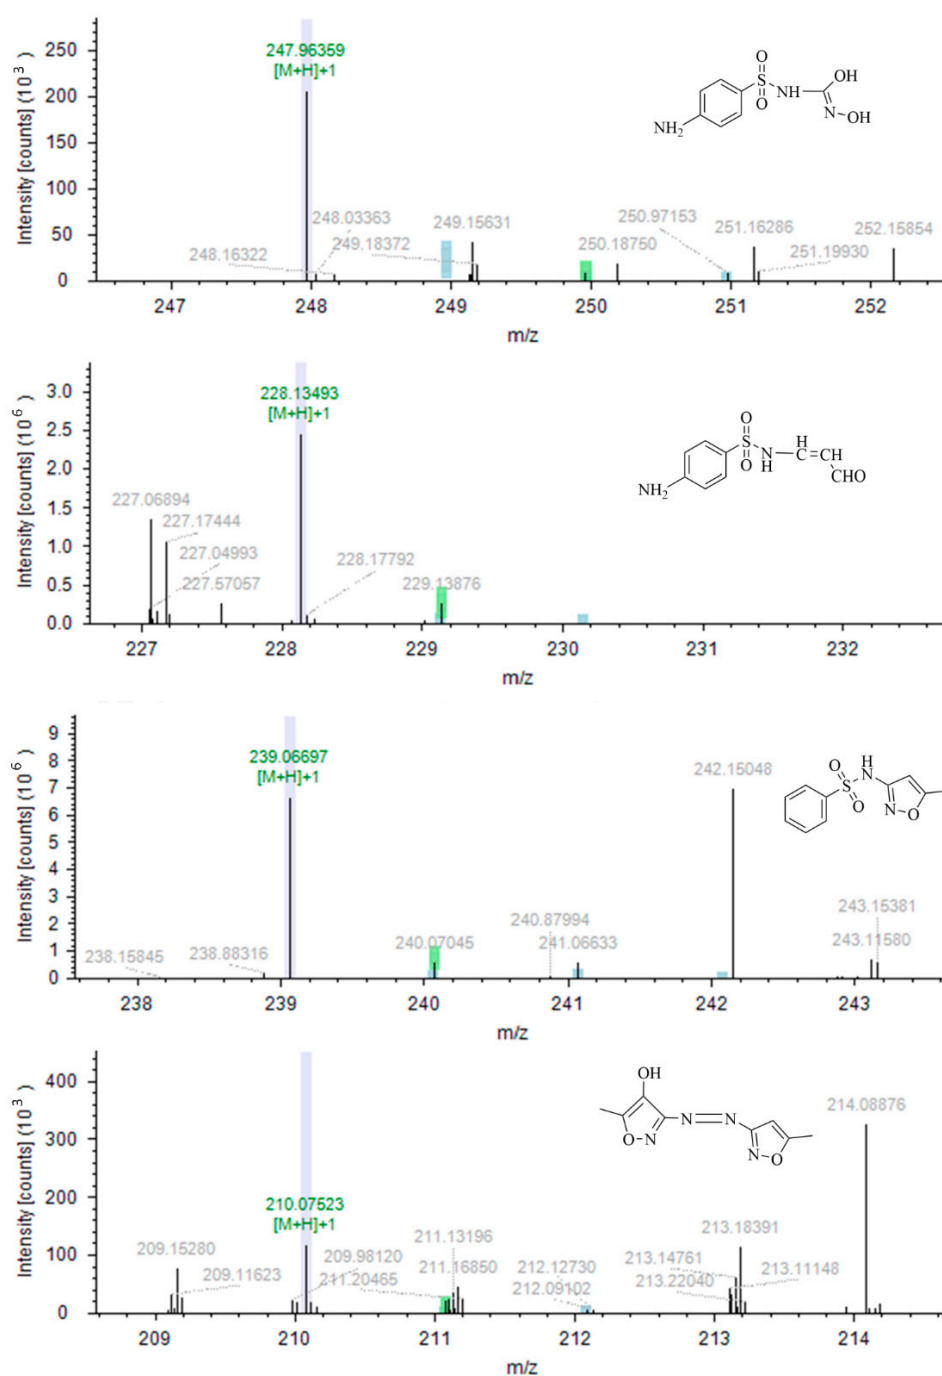 247.96359
[M+H]+1
248.03363
248.16322
249.18372
249.15631
250.97153
250.18750
251.16286
251.19930
252.15854
Intensity [counts] (10^3)
250
200
150
100
50
0
247
248
249
250
251
252
m/z
O
S
O
NH
OH
N
OH
NH2
228.13493
[M+H]+1
227.06894
227.17444
227.04993
227.57057
228.17792
229.13876
Intensity [counts] (10^6)
3.0
2.5
2.0
1.5
1.0
0.5
0.0
227
228
229
230
231
232
m/z
O
S
O
N
H
H
C
CH
CHO
NH2
239.06697
[M+H]+1
242.15048
238.15845
238.88316
240.07045
240.87994
241.06633
243.15381
243.11580
Intensity [counts] (10^6)
9
8
7
6
5
4
3
2
1
0
238
239
240
241
242
243
m/z
H
O
S
N
O
N
O
210.07523
[M+H]+1
209.15280
209.11623
209.98120
211.20465
211.13196
211.16850
212.12730
212.09102
213.14761
213.22040
213.18391
213.11148
214.08876
Intensity [counts] (10^3)
400
300
200
100
0
209
210
211
212
213
214
m/z
OH
N
N
O
N
N
O